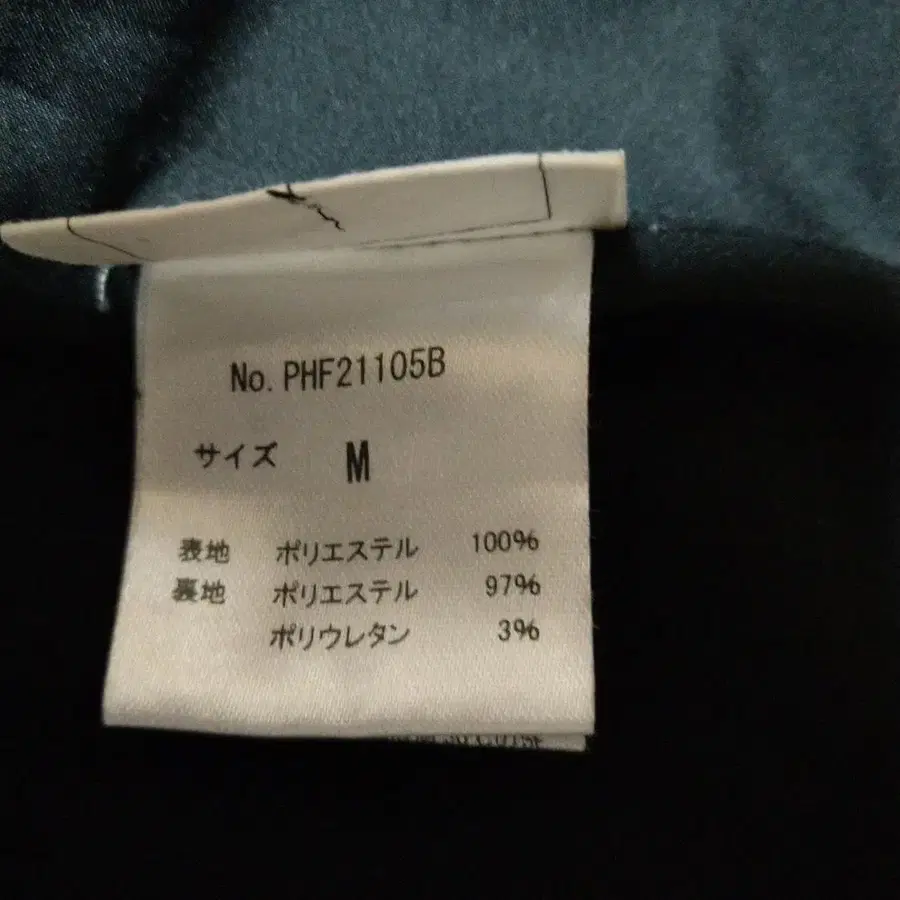 No. PHF21105B
サイズ M
表地 ポリエステル 100%
裏地 ポリエステル 97%
ポリウレタン 3%